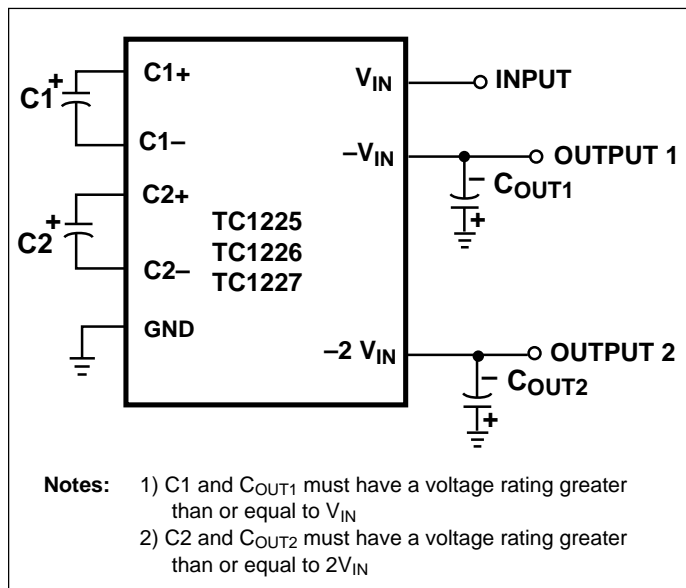 C1+
VIN
INPUT
+
C1
C1–
–VIN
OUTPUT 1
–
COUT1
+
C2+
+
C2
TC1225
TC1226
TC1227
C2–
GND
–2 VIN
OUTPUT 2
–
COUT2
+
Notes: 1) C1 and COUT1 must have a voltage rating greater
than or equal to VIN
2) C2 and COUT2 must have a voltage rating greater
than or equal to 2VIN